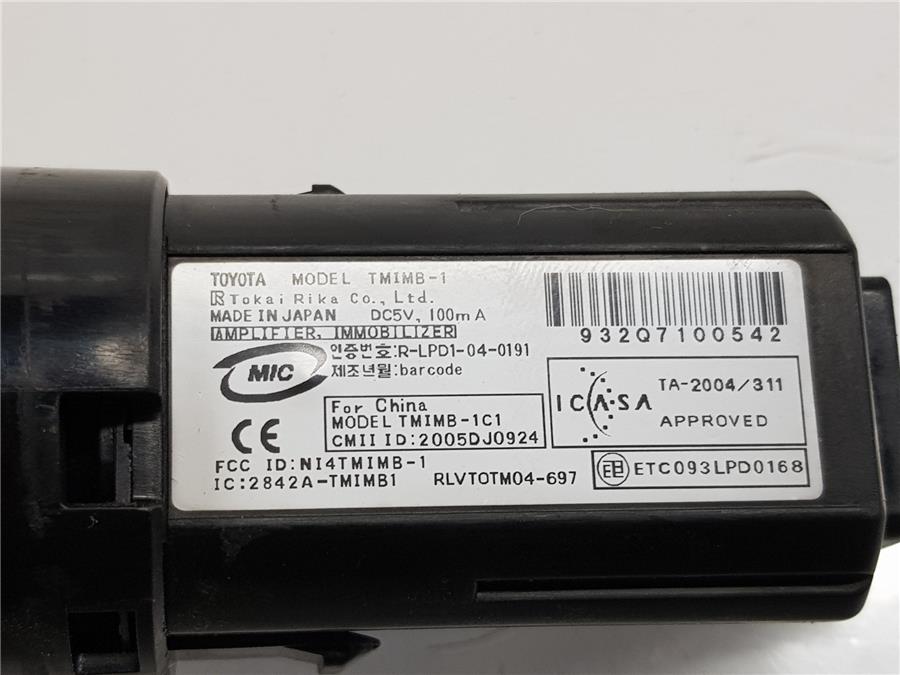 TOYOTA MODEL TMIMB-1
R Tokai Rika Co., Ltd.
MADE IN JAPAN DC5V, 100mA
AMPLIFIER, IMMOBILIZER
932Q7100542
MIC
인증번호:R-LPD1-04-0191
제조년월:barcode
For China
MODEL TMIMB-1C1
CMII ID:2005DJ0924
ICASA
TA-2004/311
APPROVED
CE
FCC ID:NI4TMIMB-1
IC:2842A-TMIMB1
RLVTOTM04-697
ETC093LPD0168